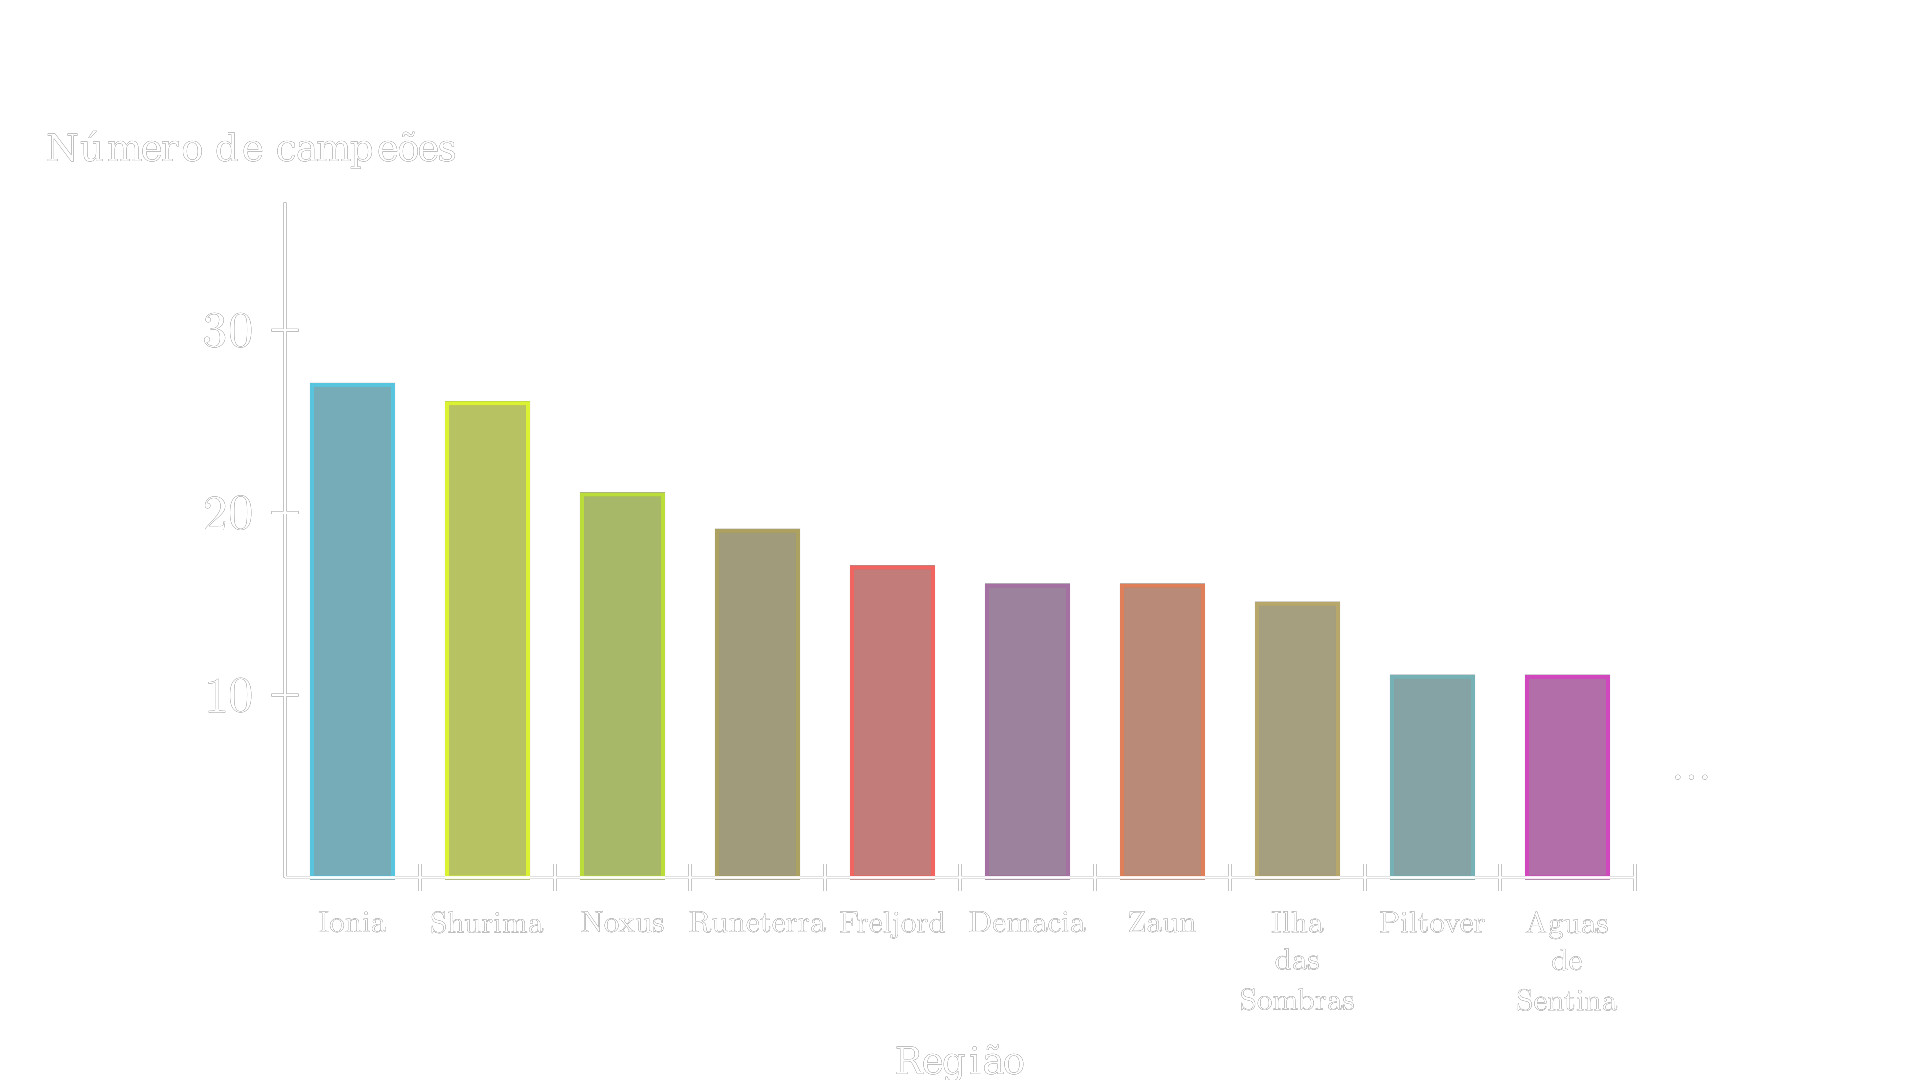 Número de campeões
30
20
10
...
Ionia Shurima Noxus Runeterra Freljord Demacia Zaun Ilha das Sombras Piltover Aguas de Sentina
Região